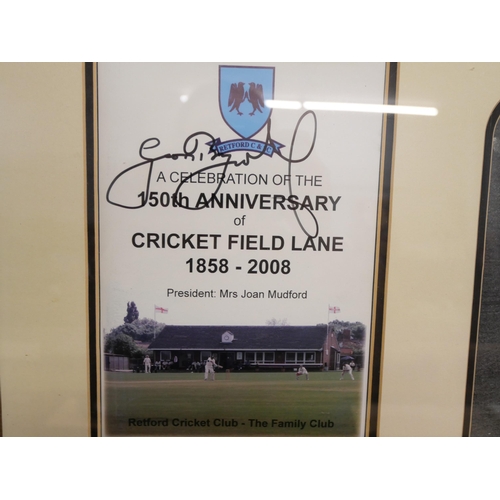 RETFORD C & CC
A CELEBRATION OF THE
150th ANNIVERSARY
of
CRICKET FIELD LANE
1858 - 2008
President: Mrs Joan Mudford
Retford Cricket Club - The Family Club